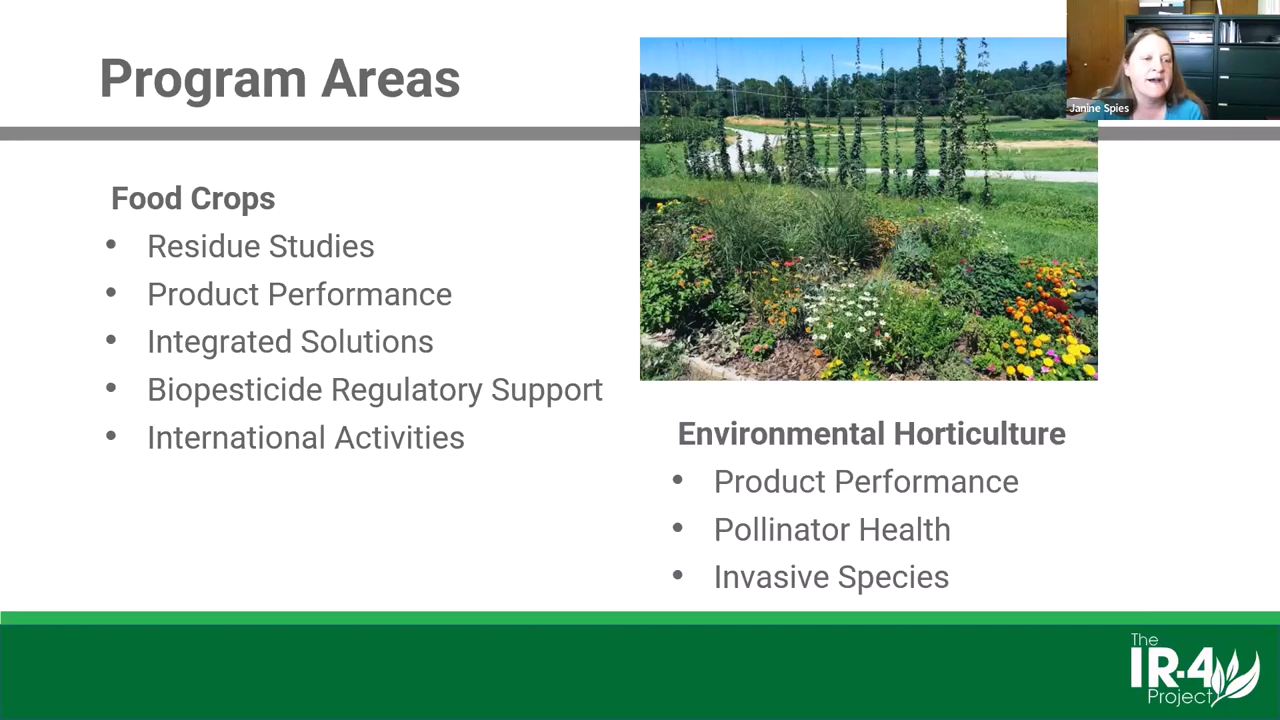 Program Areas
Janine Spies
Food Crops
• Residue Studies
• Product Performance
• Integrated Solutions
• Biopesticide Regulatory Support
• International Activities
Environmental Horticulture
• Product Performance
• Pollinator Health
• Invasive Species
The
IR-4
Project